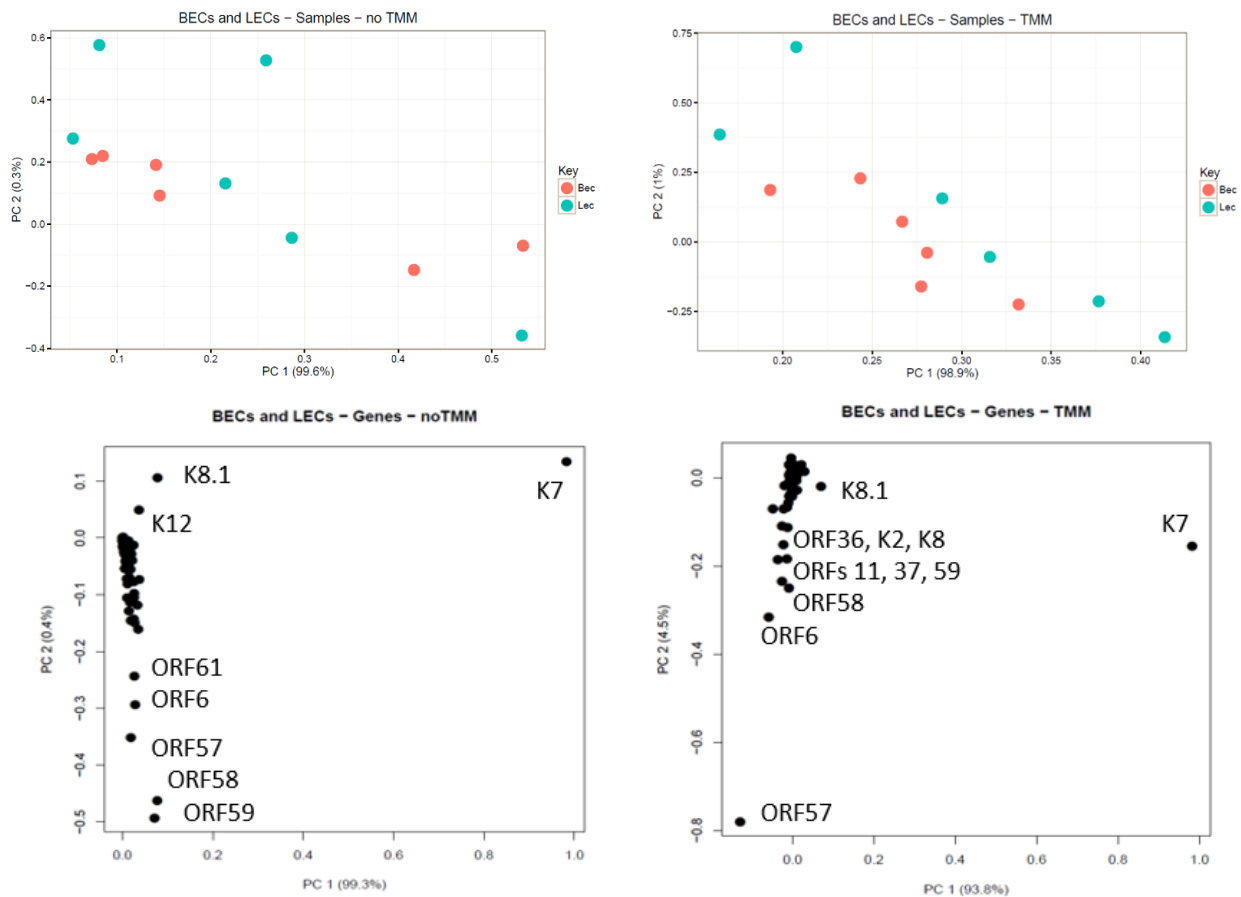 BECs and LECs − Samples − no TMM
0.6
0.4
0.2
0.0
−0.2
−0.4
PC 2 (0.3%)
0.1
0.2
0.3
0.4
0.5
PC 1 (99.6%)
Key
Bec
Lec
BECs and LECs − Samples − TMM
0.75
0.50
0.25
0.00
−0.25
PC 2 (1%)
0.20
0.25
0.30
0.35
0.40
PC 1 (98.9%)
Key
Bec
Lec
BECs and LECs − Genes − noTMM
0.1
0.0
−0.1
−0.2
−0.3
−0.4
−0.5
PC 2 (0.4%)
K8.1
K7
K12
ORF61
ORF6
ORF57
ORF58
ORF59
0.0
0.2
0.4
0.6
0.8
1.0
PC 1 (99.3%)
BECs and LECs − Genes − TMM
0.0
−0.2
−0.4
−0.6
−0.8
PC 2 (4.5%)
K8.1
K7
ORF36, K2, K8
ORFs 11, 37, 59
ORF58
ORF6
ORF57
0.0
0.2
0.4
0.6
0.8
1.0
PC 1 (93.8%)